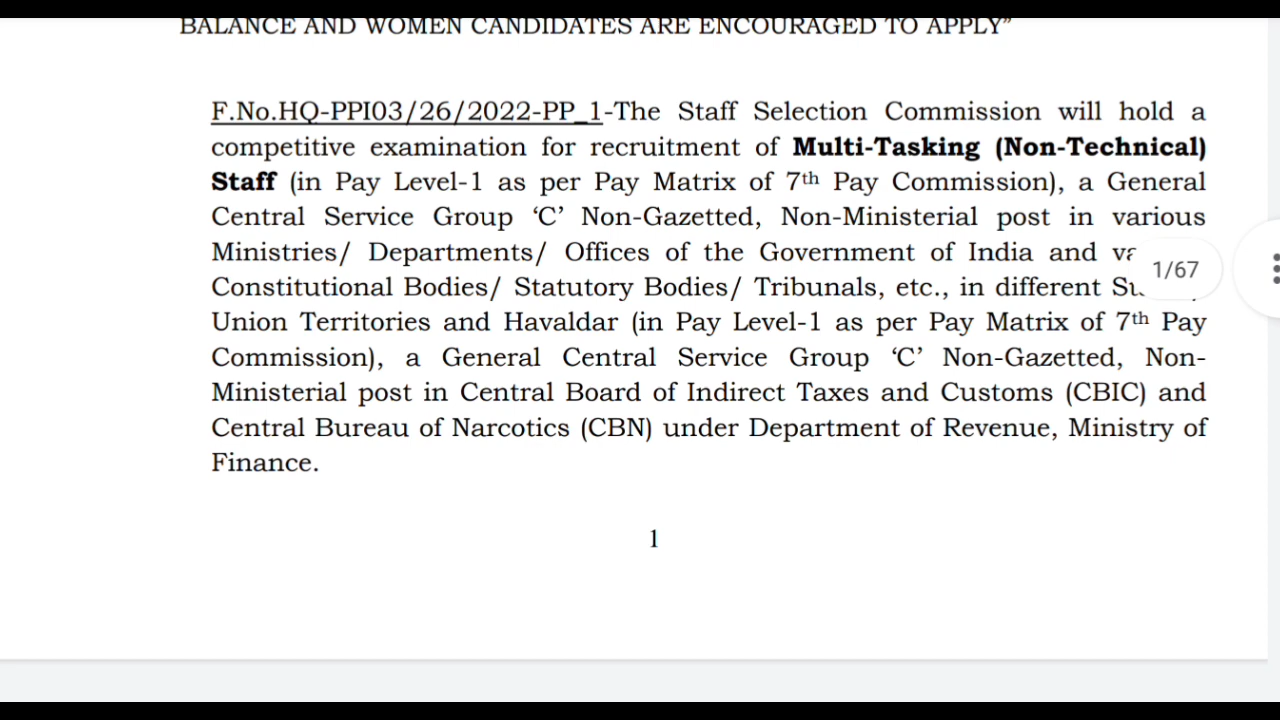 BALANCE AND WOMEN CANDIDATES ARE ENCOURAGED TO APPLY”
F.No.HQ-PPI03/26/2022-PP_1-The Staff Selection Commission will hold a
competitive examination for recruitment of Multi-Tasking (Non-Technical)
Staff (in Pay Level-1 as per Pay Matrix of 7th Pay Commission), a General
Central Service Group ‘C’ Non-Gazetted, Non-Ministerial post in various
Ministries/ Departments/ Offices of the Government of India and
1/67
Constitutional Bodies/ Statutory Bodies/ Tribunals, etc., in different
Union Territories and Havaldar (in Pay Level-1 as per Pay Matrix of 7th Pay
Commission), a General Central Service Group ‘C’ Non-Gazetted, Non-
Ministerial post in Central Board of Indirect Taxes and Customs (CBIC) and
Central Bureau of Narcotics (CBN) under Department of Revenue, Ministry of
Finance.
1